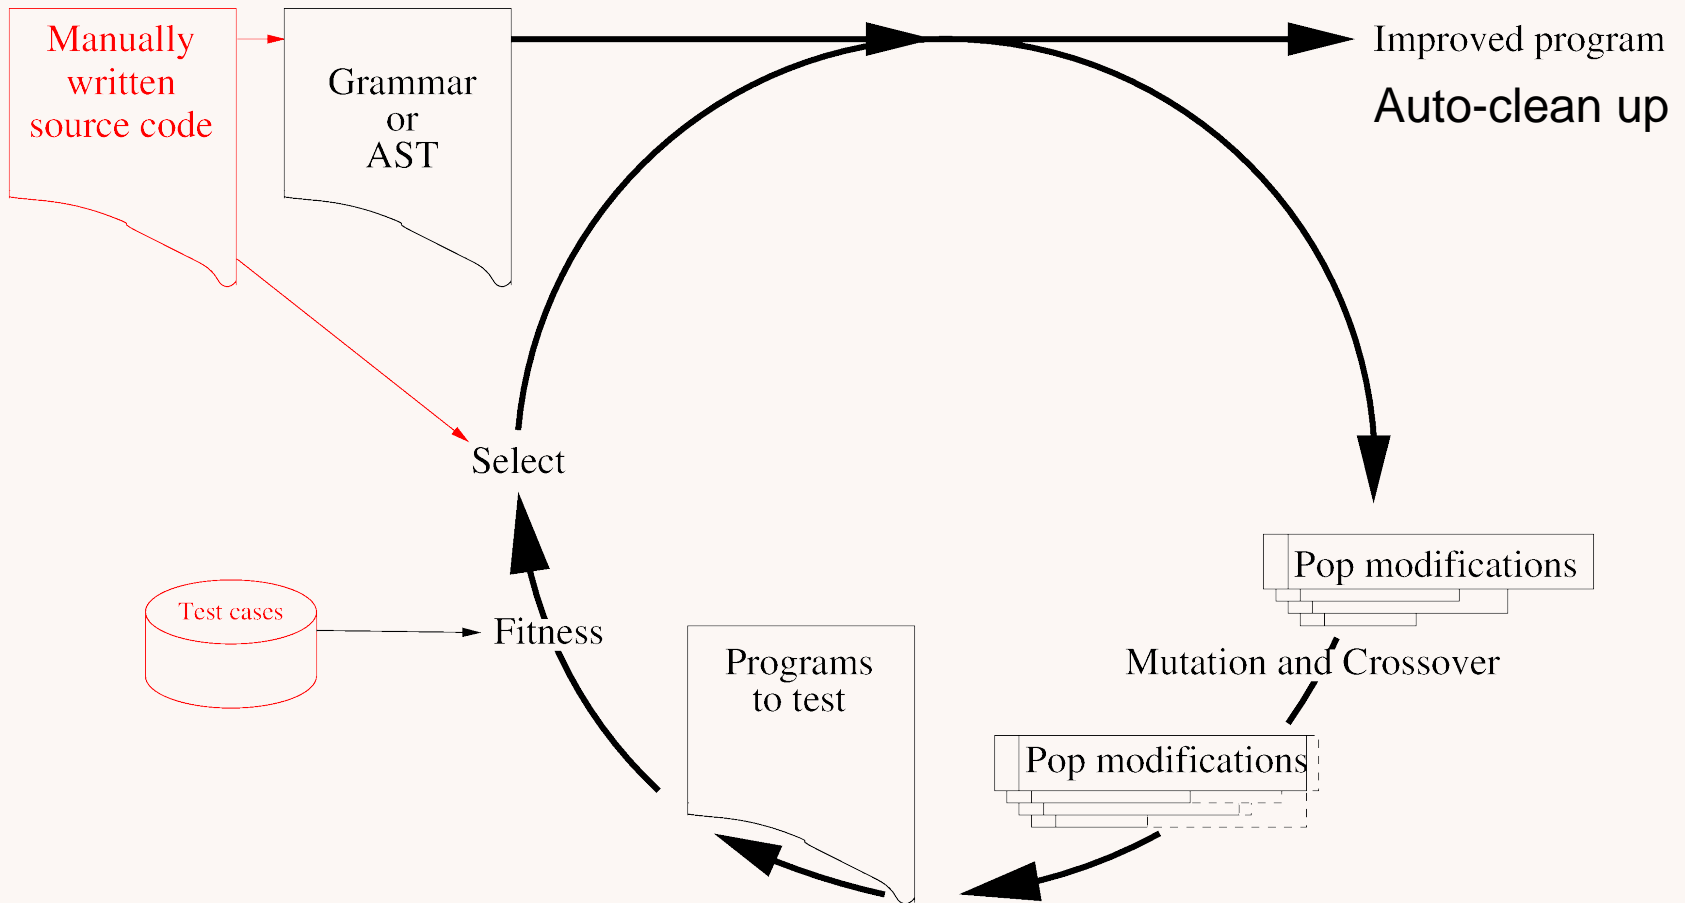 Manually
written
source code
Grammar
or
AST
Improved program
Auto-clean up
Select
Pop modifications
Test cases
Fitness
Programs
to test
Mutation and Crossover
Pop modifications